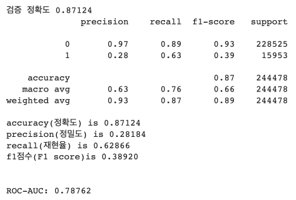 검증 정확도 0.87124
precision recall f1-score support
0 0.97 0.89 0.93 228525
1 0.28 0.63 0.39 15953
accuracy 0.87 244478
macro avg 0.63 0.76 0.66 244478
weighted avg 0.93 0.87 0.89 244478
accuracy(정확도) is 0.87124
precision(정밀도) is 0.28184
recall(재현율) is 0.62866
f1점수(F1 score)is 0.38920
ROC-AUC: 0.78762